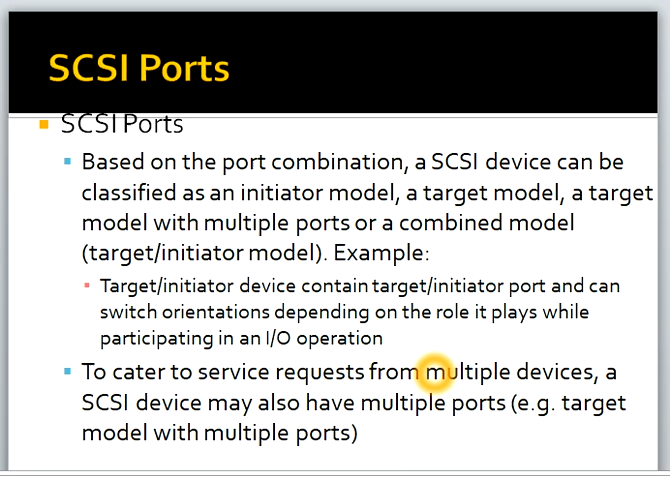 SCSI Ports
SCSI Ports
Based on the port combination, a SCSI device can be
classified as an initiator model, a target model, a target
model with multiple ports or a combined model
(target/initiator model). Example:
Target/initiator device contain target/initiator port and can
switch orientations depending on the role it plays while
participating in an I/O operation
To cater to service requests from multiple devices, a
SCSI device may also have multiple ports (e.g. target
model with multiple ports)